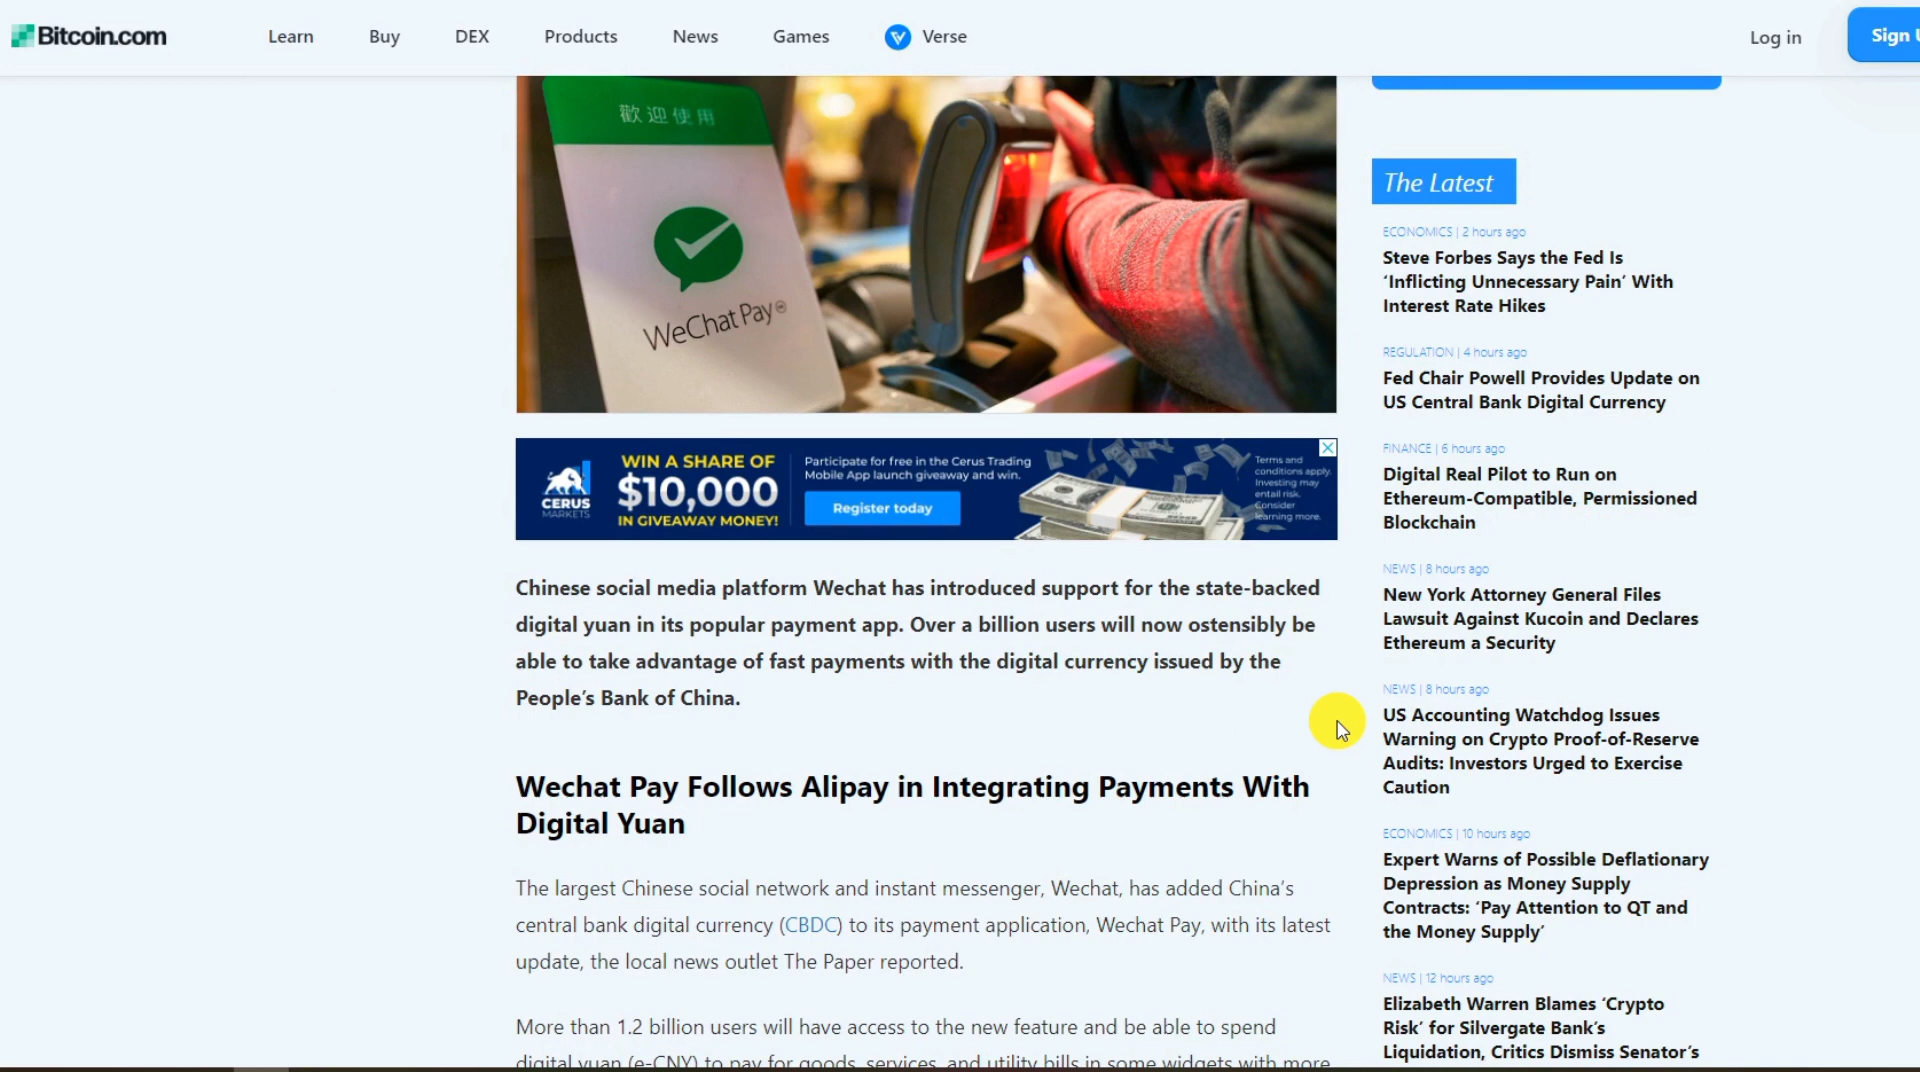 Bitcoin.com
Learn
Buy
DEX
Products
News
Games
Verse
Log in
Sign U
歡迎使用
WeChat Pay
CERUS
MARKETS
WIN A SHARE OF
$10,000
IN GIVEAWAY MONEY!
Participate for free in the Cerus Trading
Mobile App launch giveaway and win.
Register today
Terms and
conditions apply.
Investing may
entail risk.
Consider
learning more.
Chinese social media platform Wechat has introduced support for the state-backed
digital yuan in its popular payment app. Over a billion users will now ostensibly be
able to take advantage of fast payments with the digital currency issued by the
People’s Bank of China.
Wechat Pay Follows Alipay in Integrating Payments With
Digital Yuan
The largest Chinese social network and instant messenger, Wechat, has added China’s
central bank digital currency (CBDC) to its payment application, Wechat Pay, with its latest
update, the local news outlet The Paper reported.
More than 1.2 billion users will have access to the new feature and be able to spend
digital yuan (e-CNY) to pay for goods, services, and utility bills in some widgets with more
The Latest
ECONOMICS | 2 hours ago
Steve Forbes Says the Fed Is
‘Inflicting Unnecessary Pain’ With
Interest Rate Hikes
REGULATION | 4 hours ago
Fed Chair Powell Provides Update on
US Central Bank Digital Currency
FINANCE | 6 hours ago
Digital Real Pilot to Run on
Ethereum-Compatible, Permissioned
Blockchain
NEWS | 8 hours ago
New York Attorney General Files
Lawsuit Against Kucoin and Declares
Ethereum a Security
NEWS | 8 hours ago
US Accounting Watchdog Issues
Warning on Crypto Proof-of-Reserve
Audits: Investors Urged to Exercise
Caution
ECONOMICS | 10 hours ago
Expert Warns of Possible Deflationary
Depression as Money Supply
Contracts: ‘Pay Attention to QT and
the Money Supply’
NEWS | 12 hours ago
Elizabeth Warren Blames ‘Crypto
Risk’ for Silvergate Bank’s
Liquidation, Critics Dismiss Senator’s